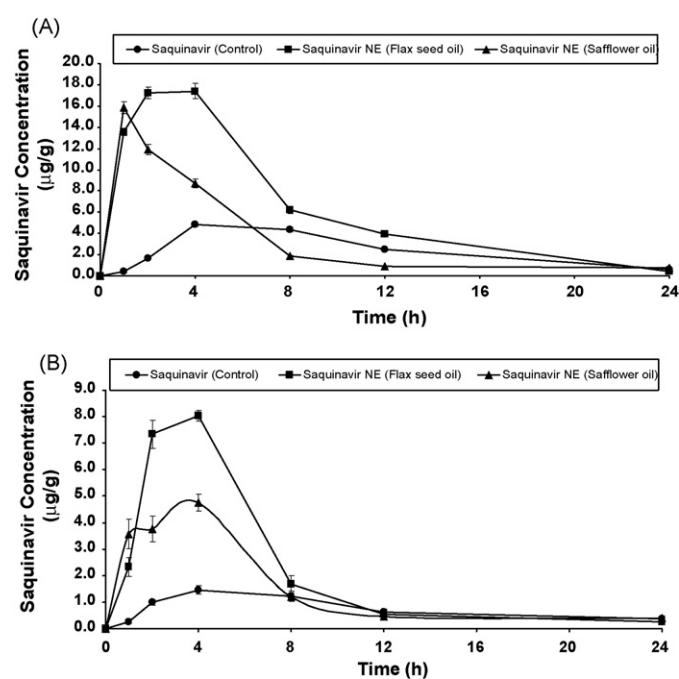 (A)
Saquinavir (Control) Saquinavir NE (Flax seed oil) Saquinavir NE (Safflower oil)
Saquinavir Concentration
(µg/g)
20.0
18.0
16.0
14.0
12.0
10.0
8.0
6.0
4.0
2.0
0.0
0 4 8 12 16 20 24
Time (h)
(B)
Saquinavir (Control) Saquinavir NE (Flax seed oil) Saquinavir NE (Safflower oil)
Saquinavir Concentration
(µg/g)
9.0
8.0
7.0
6.0
5.0
4.0
3.0
2.0
1.0
0.0
0 4 8 12 16 20 24
Time (h)